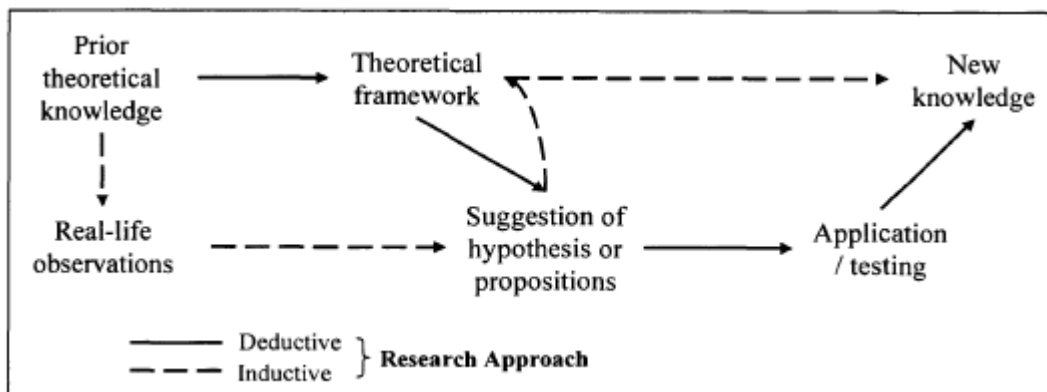 Prior
theoretical
knowledge
Theoretical
framework
New
knowledge
Real-life
observations
Suggestion of
hypothesis or
propositions
Application
/ testing
Deductive
Inductive
Research Approach